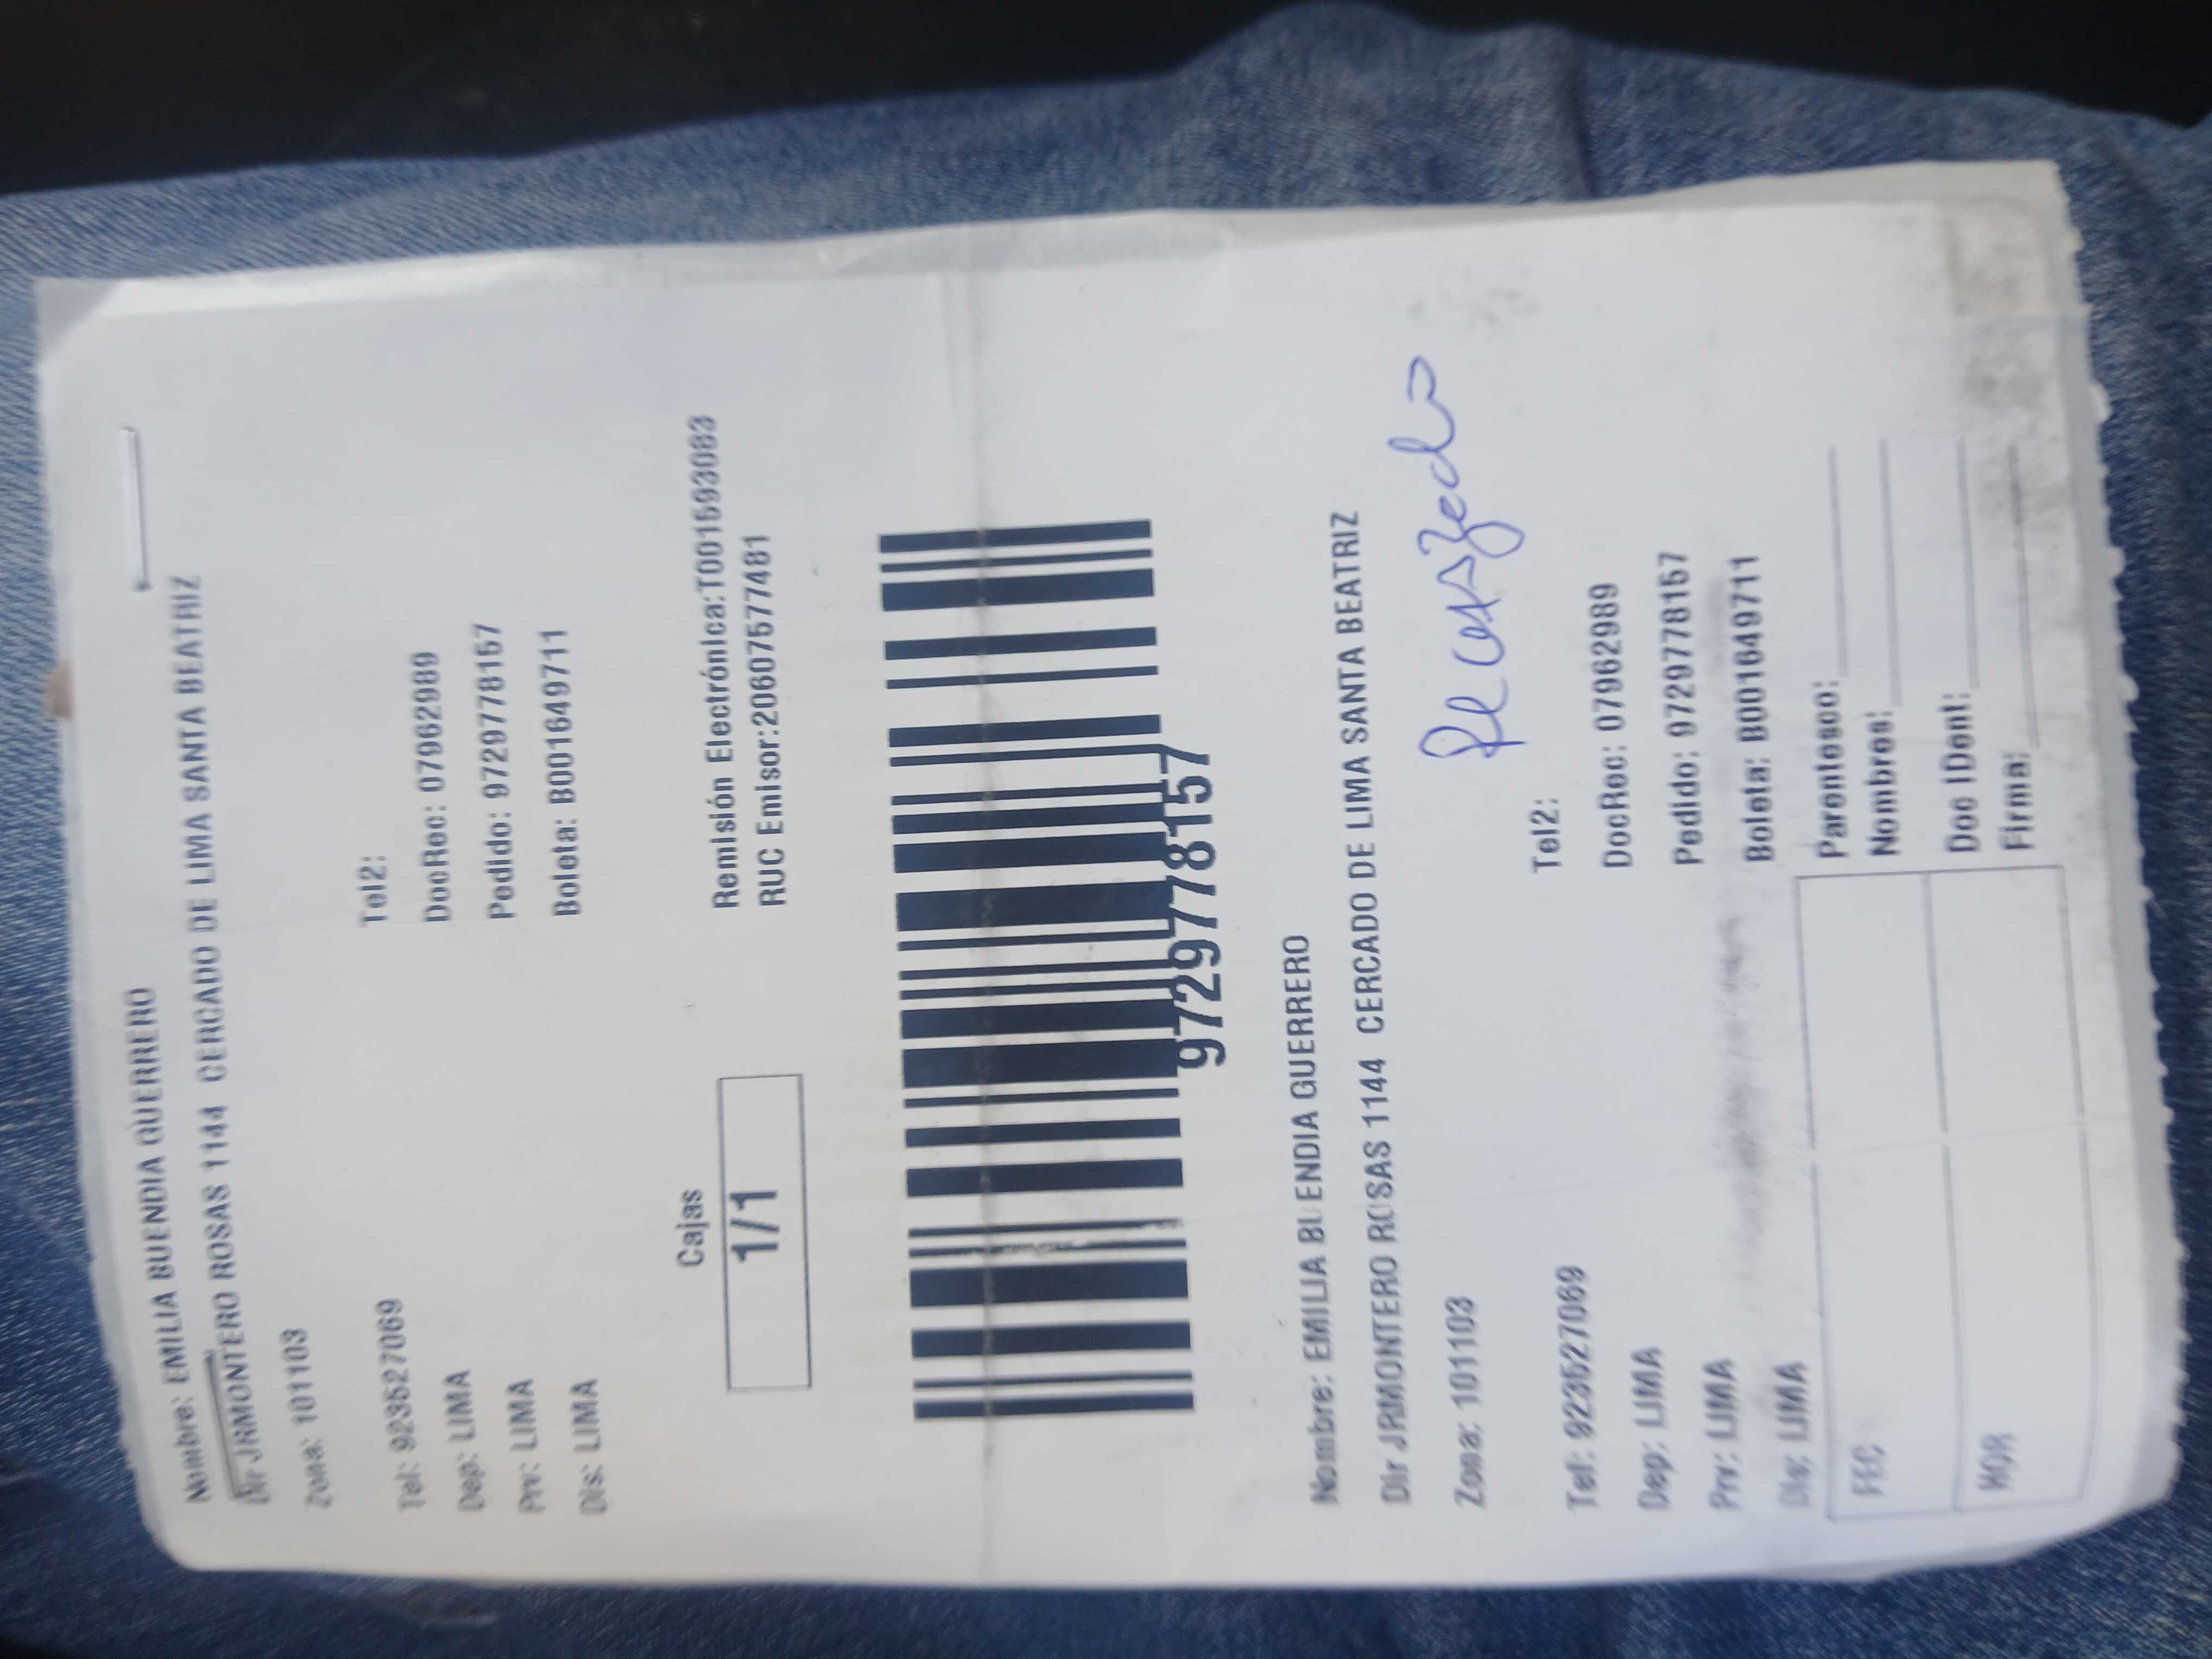 Nombre: EMILIA BUENDIA GUERRERO
Dir JRMONTERO ROSAS 1144 CERCADO DE LIMA SANTA BEATRIZ
Zona: 101103
Tel: 923527069
Tel2:
Dep: LIMA
DocRec: 07962989
Prv: LIMA
Pedido: 9729778157
Dis: LIMA
Boleta: B001649711
Cajas
1/1
Remisión Electrónica:T001593083
RUC Emisor:20607577481
9729778157
Nombre: EMILIA BUENDIA GUERRERO
Dir JRMONTERO ROSAS 1144 CERCADO DE LIMA SANTA BEATRIZ
Rechazado
Zona: 101103
Tel: 923527069
Tel2:
Dep: LIMA
DocRec: 07962989
Prv: LIMA
Pedido: 9729778157
Dis: LIMA
Boleta: B001649711
FEC
Parentesco:
Nombres:
HOR
Doc IDent:
Firma: